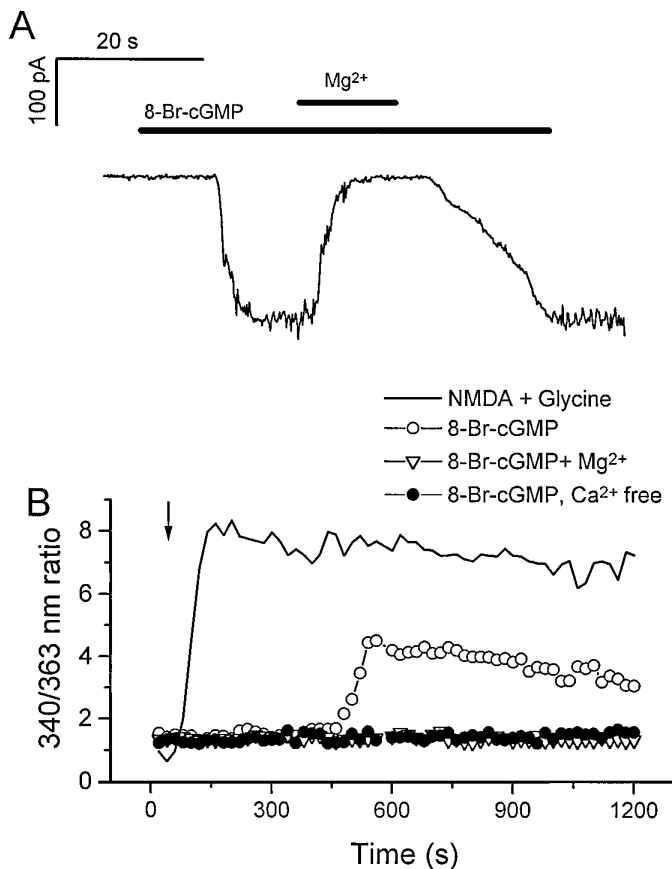 A
20 s
100 pA
Mg²⁺
8-Br-cGMP
NMDA + Glycine
8-Br-cGMP
8-Br-cGMP+ Mg²⁺
8-Br-cGMP, Ca²⁺ free
B
340/363 nm ratio
8
6
4
2
0
0 300 600 900 1200
Time (s)